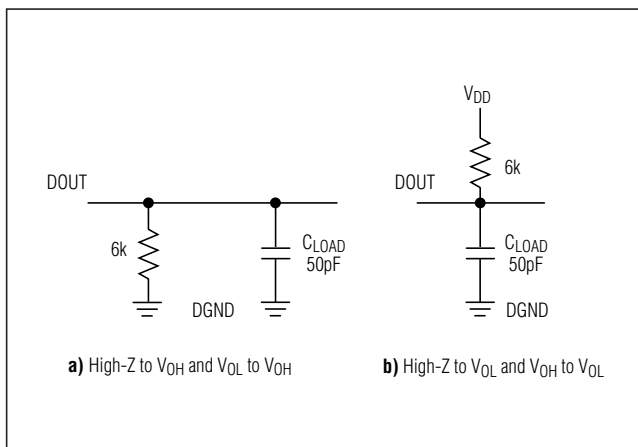 DOUT
6k
C_LOAD
50pF
DGND
a) High-Z to V_OH and V_OL to V_OH
V_DD
6k
DOUT
C_LOAD
50pF
DGND
b) High-Z to V_OL and V_OH to V_OL